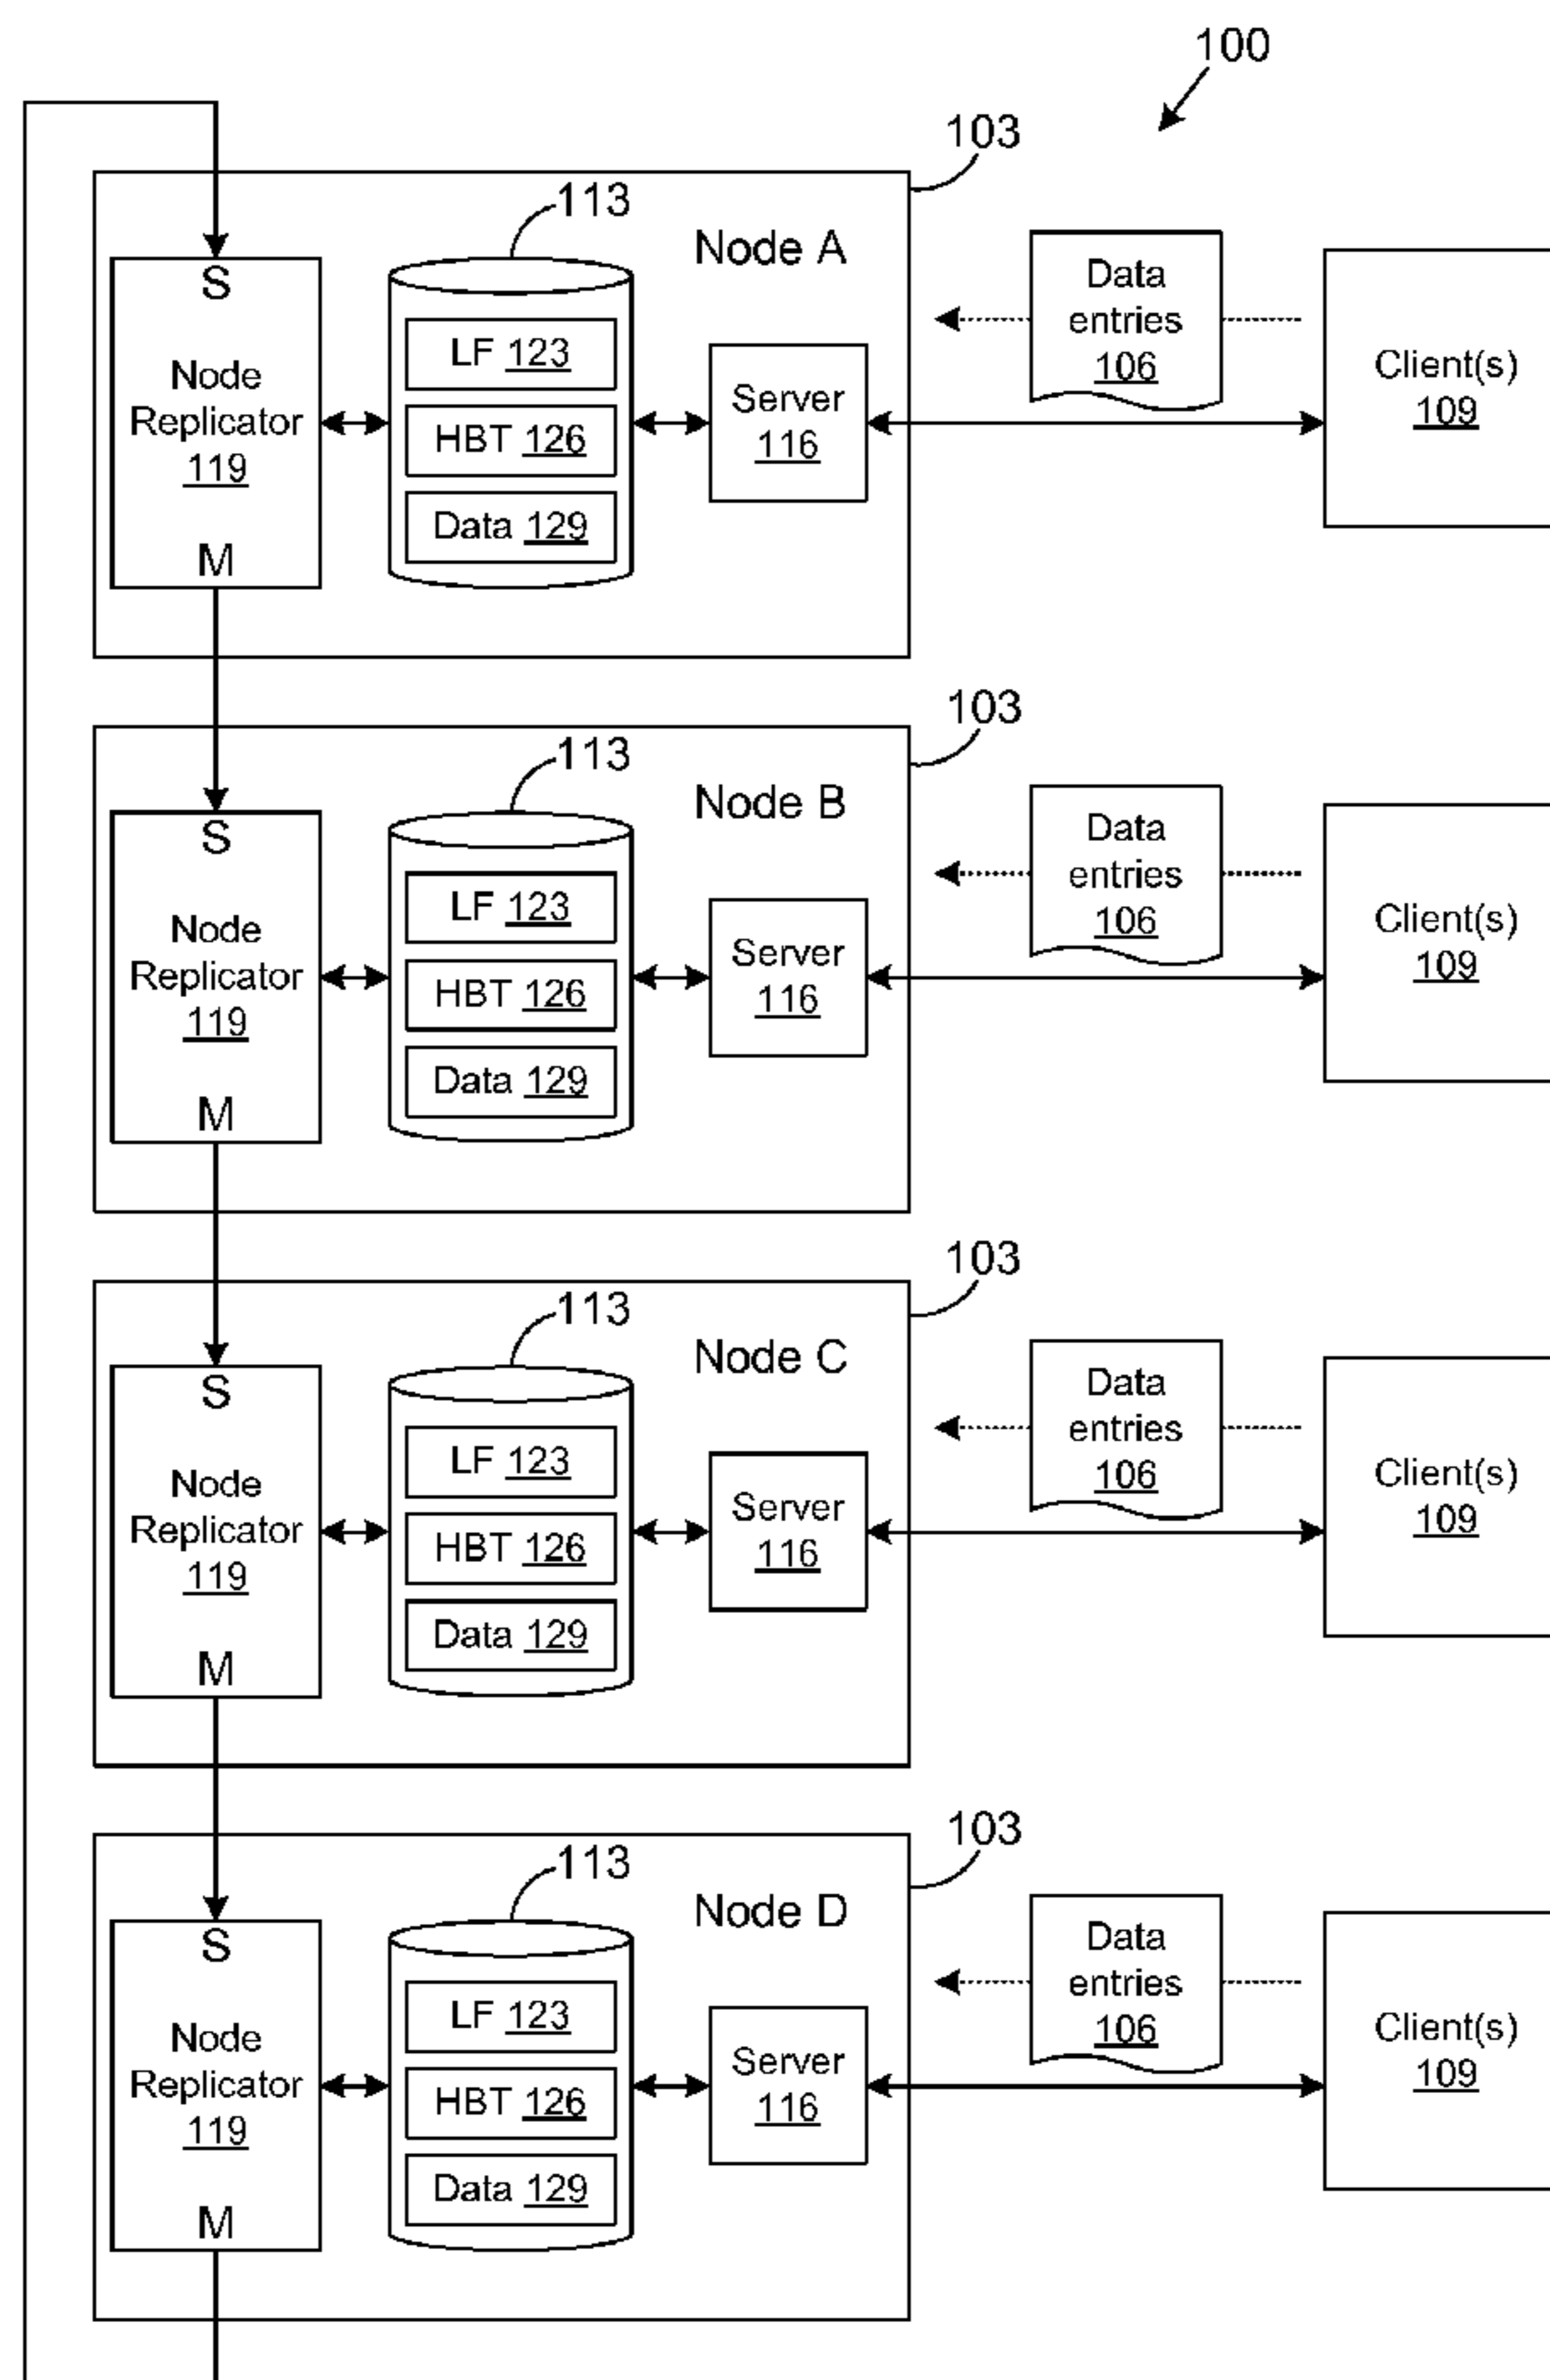 100
103
113
Node A
S
Node
Replicator
119
M
LF 123
HBT 126
Data 129
Server
116
Data
entries
106
Client(s)
109
103
113
Node B
S
Node
Replicator
119
M
LF 123
HBT 126
Data 129
Server
116
Data
entries
106
Client(s)
109
103
113
Node C
S
Node
Replicator
119
M
LF 123
HBT 126
Data 129
Server
116
Data
entries
106
Client(s)
109
103
113
Node D
S
Node
Replicator
119
M
LF 123
HBT 126
Data 129
Server
116
Data
entries
106
Client(s)
109